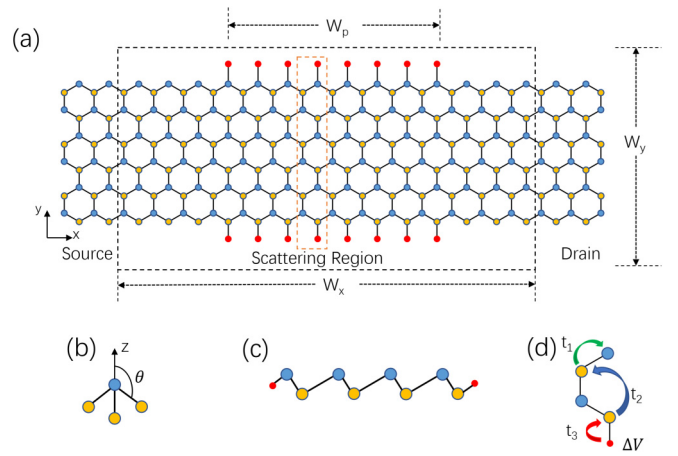 (a)
W_p
W_y
y
x
Source
Scattering Region
Drain
W_x
(b)
z
θ
(c)
(d)
t_1
t_2
t_3
ΔV